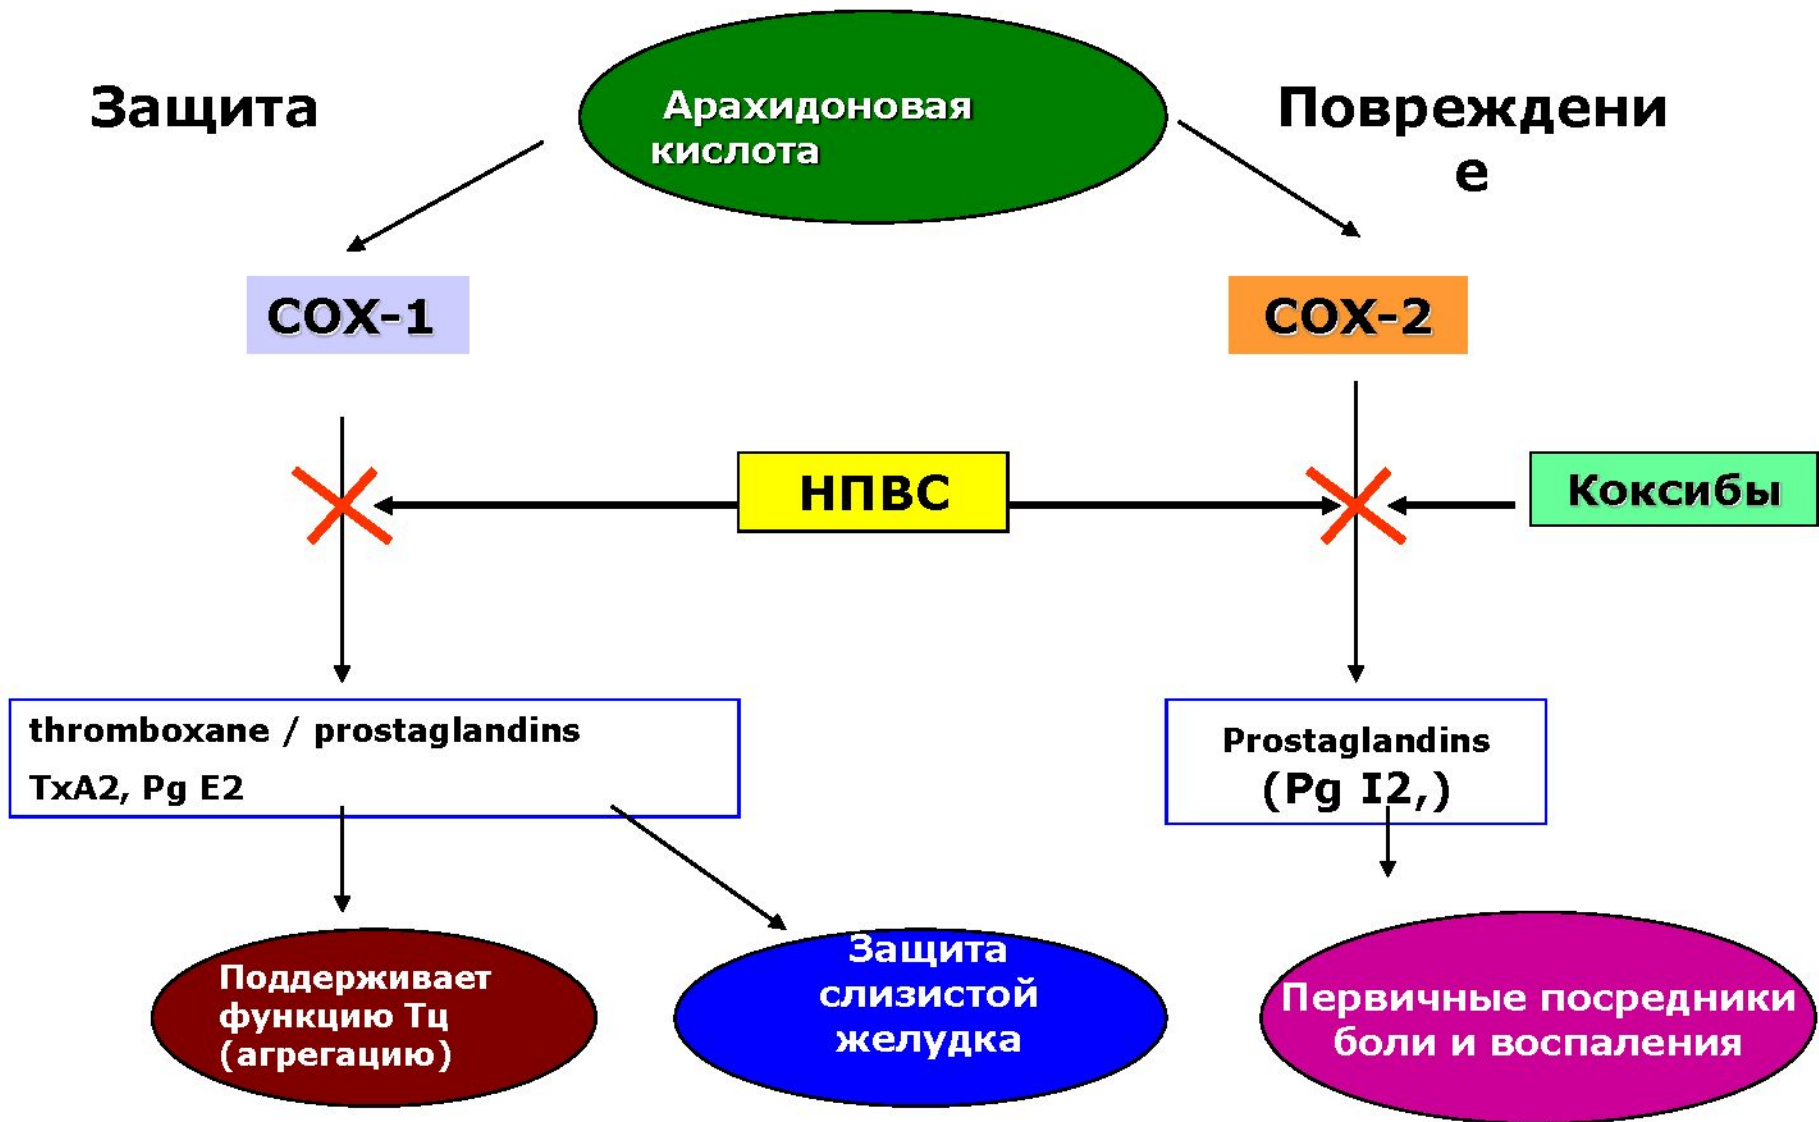 Защита
Арахидоновая
кислота
Повреждени
е
COX-1
COX-2
НПВС
Коксибы
thromboxane / prostaglandins
TxA2, Pg E2
Prostaglandins
(Pg I2,)
Поддерживает
функцию Тц
(агрегацию)
Защита
слизистой
желудка
Первичные посредники
боли и воспаления